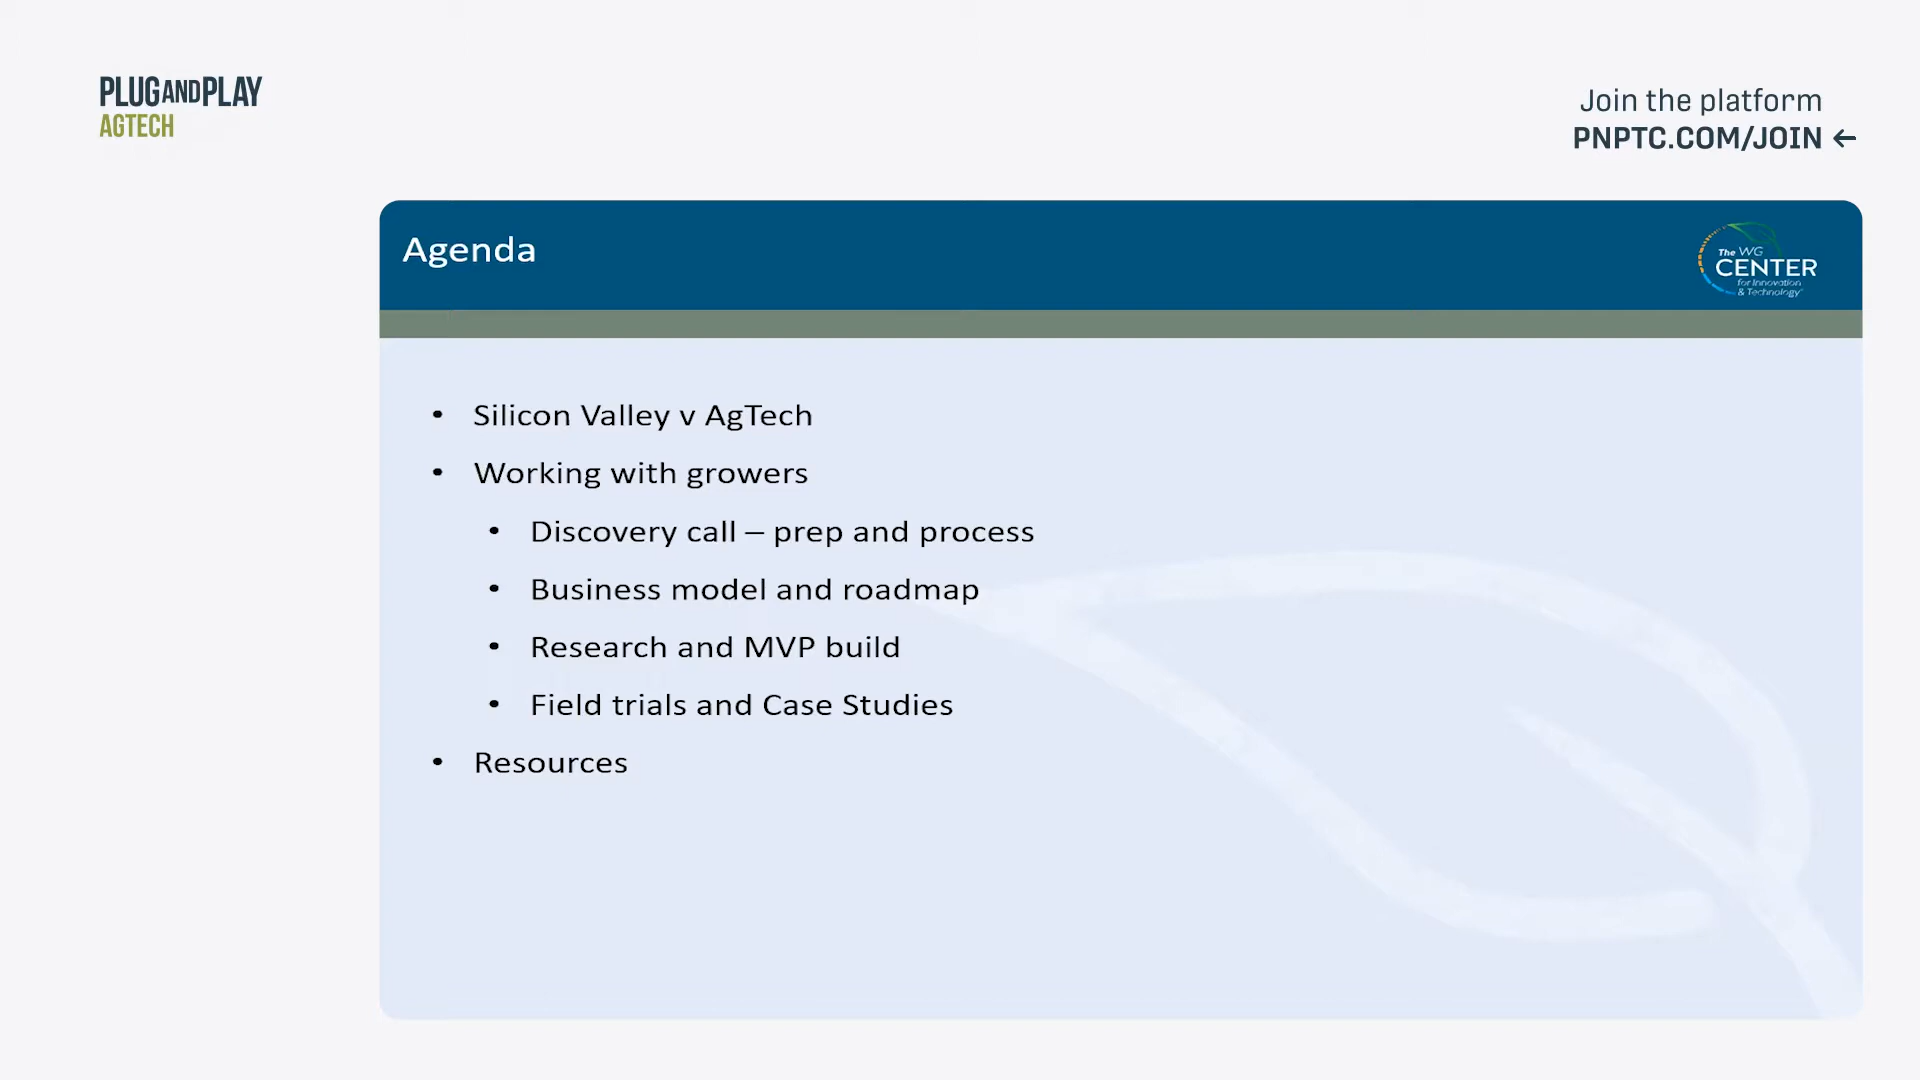 PLUGANDPLAY
AGTECH
Join the platform
PNPTC.COM/JOIN ←
Agenda
The WG
CENTER
for Innovation
& Technology
• Silicon Valley v AgTech
• Working with growers
• Discovery call – prep and process
• Business model and roadmap
• Research and MVP build
• Field trials and Case Studies
• Resources